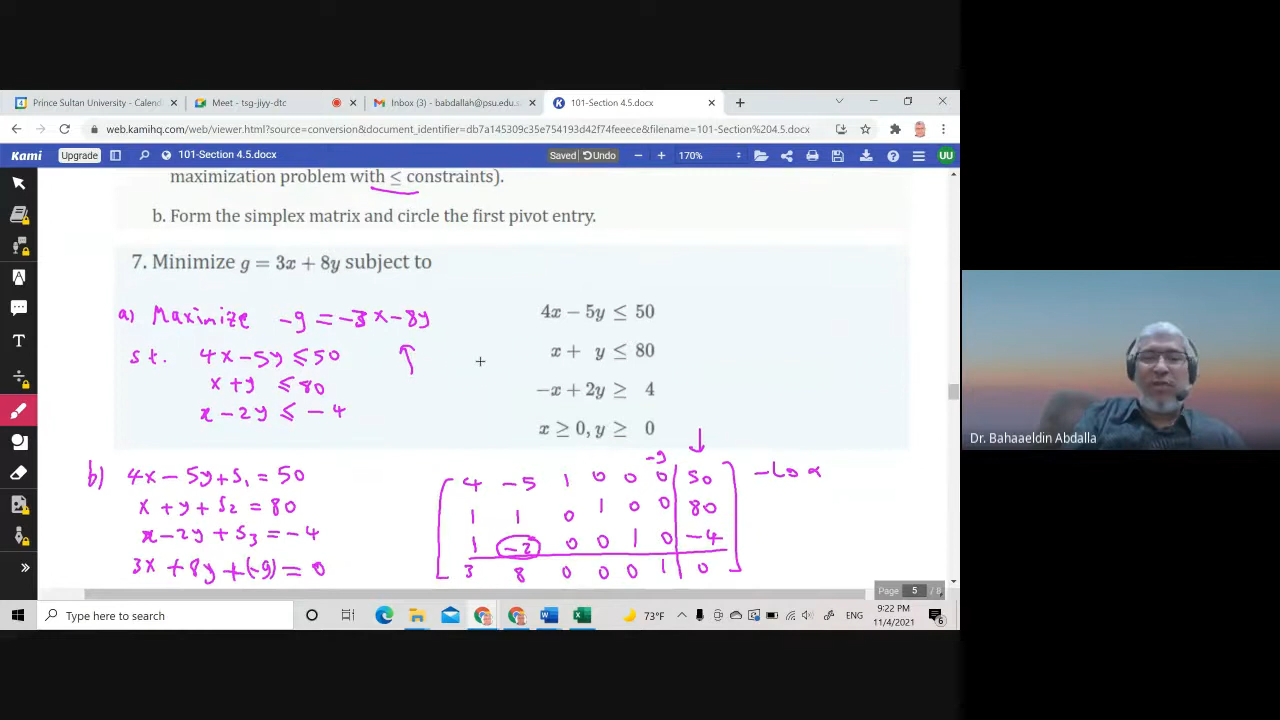 Prince Sultan University - Calend
Meet - tsg-jiyy-dtc
Inbox (3) - babdallah@psu.edu.s
101-Section 4.5.docx
web.kamihq.com/web/viewer.html?source=conversion&document_identifier=db7a145309c35e754193d42f74feeece&filename=101-Section%204.5.docx
Kami
Upgrade
101-Section 4.5.docx
Saved
Undo
170%
UU
maximization problem with ≤ constraints).
b. Form the simplex matrix and circle the first pivot entry.
7. Minimize g = 3x + 8y subject to
4x − 5y ≤ 50
x + y ≤ 80
−x + 2y ≥ 4
x ≥ 0, y ≥ 0
a) Maximize -g = -3x - 8y
st. 4x - 5y ≤ 50
x + y ≤ 80
x - 2y ≤ -4
b) 4x - 5y + s₁ = 50
x + y + s₂ = 80
x - 2y + s₃ = -4
3x + 8y + (-g) = 0
-g
4 -5 1 0 0 0 | 50
1 1 0 1 0 0 | 80
1 -2 0 0 1 0 | -4
3 8 0 0 0 1 | 0
Page 5 / 8
Dr. Bahaaeldin Abdalla
Type here to search
73°F
ENG
9:22 PM
11/4/2021
6